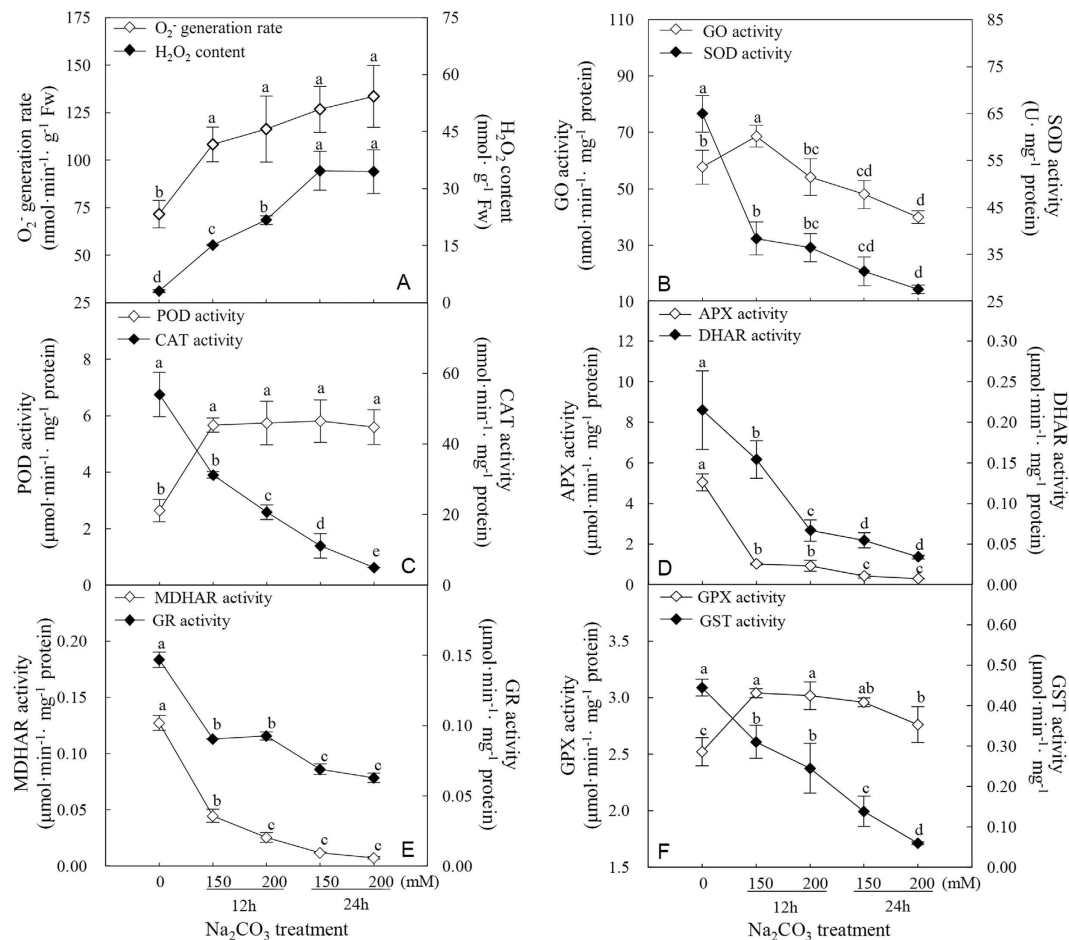 175
150
125
100
75
50
25
O₂⁻ generation rate
(nmol·min⁻¹· g⁻¹ Fw)
O₂⁻ generation rate
H₂O₂ content
b
a
a
a
a
d
c
b
a
a
A
75
60
45
30
15
0
H₂O₂ content
(nmol· g⁻¹ Fw)
110
90
70
50
30
10
GO activity
(nmol·min⁻¹· mg⁻¹ protein)
GO activity
SOD activity
a
b
a
bc
cd
d
b
bc
cd
d
B
85
75
65
55
45
35
25
SOD activity
(U· mg⁻¹ protein)
8
6
4
2
0
POD activity
(μmol·min⁻¹· mg⁻¹ protein)
POD activity
CAT activity
a
b
a
a
a
a
b
c
d
e
C
60
40
20
0
CAT activity
(nmol·min⁻¹· mg⁻¹ protein)
12
10
8
6
4
2
0
APX activity
(μmol·min⁻¹· mg⁻¹ protein)
APX activity
DHAR activity
a
b
c
d
d
a
b
b
c
c
D
0.30
0.25
0.20
0.15
0.10
0.05
0.00
DHAR activity
(μmol·min⁻¹· mg⁻¹ protein)
0.20
0.15
0.10
0.05
0.00
MDHAR activity
(μmol·min⁻¹· mg⁻¹ protein)
MDHAR activity
GR activity
a
b
b
c
c
a
b
c
c
c
E
0.15
0.10
0.05
0.00
GR activity
(μmol·min⁻¹· mg⁻¹ protein)
0 150 200 150 200 (mM)
12h 24h
Na₂CO₃ treatment
3.5
3.0
2.5
2.0
1.5
GPX activity
(μmol·min⁻¹· mg⁻¹ protein)
GPX activity
GST activity
a
c
a
a
ab
b
b
b
c
d
F
0.60
0.50
0.40
0.30
0.20
0.10
0.00
GST activity
(μmol·min⁻¹· mg⁻¹
0 150 200 150 200 (mM)
12h 24h
Na₂CO₃ treatment